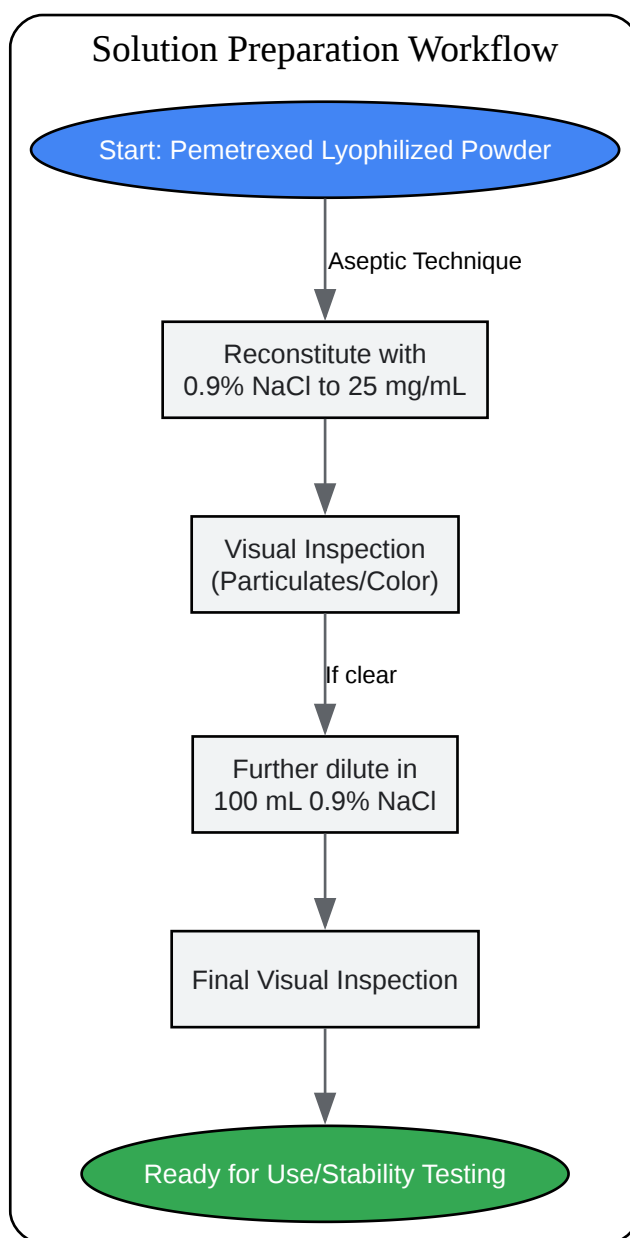 Solution Preparation Workflow
Start: Pemetrexed Lyophilized Powder
Aseptic Technique
Reconstitute with
0.9% NaCl to 25 mg/mL
Visual Inspection
(Particulates/Color)
If clear
Further dilute in
100 mL 0.9% NaCl
Final Visual Inspection
Ready for Use/Stability Testing